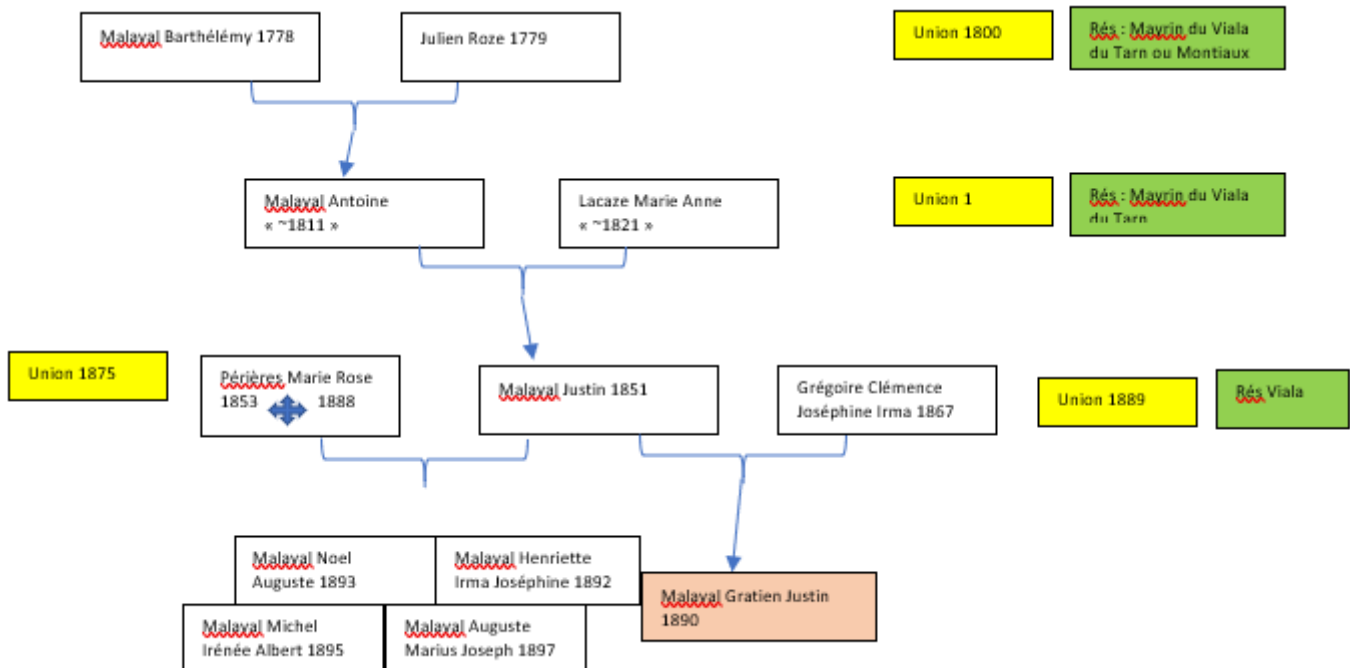 Malaval Barthélémy 1778
Julien Roze 1779
Union 1800
Rés : Mayrin du Viala
du Tarn ou Montjaux
Malaval Antoine
« ~1811 »
Lacaze Marie Anne
« ~1821 »
Union 1
Rés : Mayrin du Viala
du Tarn
Union 1875
Périères Marie Rose
1853 1888
Malaval Justin 1851
Grégoire Clémence
Joséphine Irma 1867
Union 1889
Rés Viala
Malaval Noel
Auguste 1893
Malaval Henriette
Irma Joséphine 1892
Malaval Gratien Justin
1890
Malaval Michel
Irénée Albert 1895
Malaval Auguste
Marius Joseph 1897